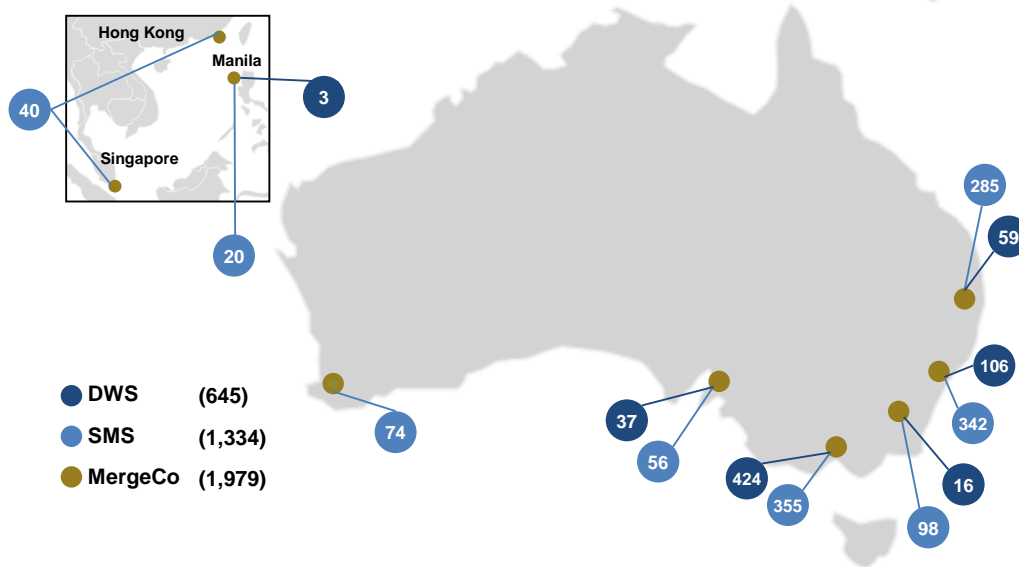 Hong Kong
Manila
40
3
Singapore
285
20
59
106
DWS (645)
37
342
74
SMS (1,334)
56
MergeCo (1,979)
424
16
355
98